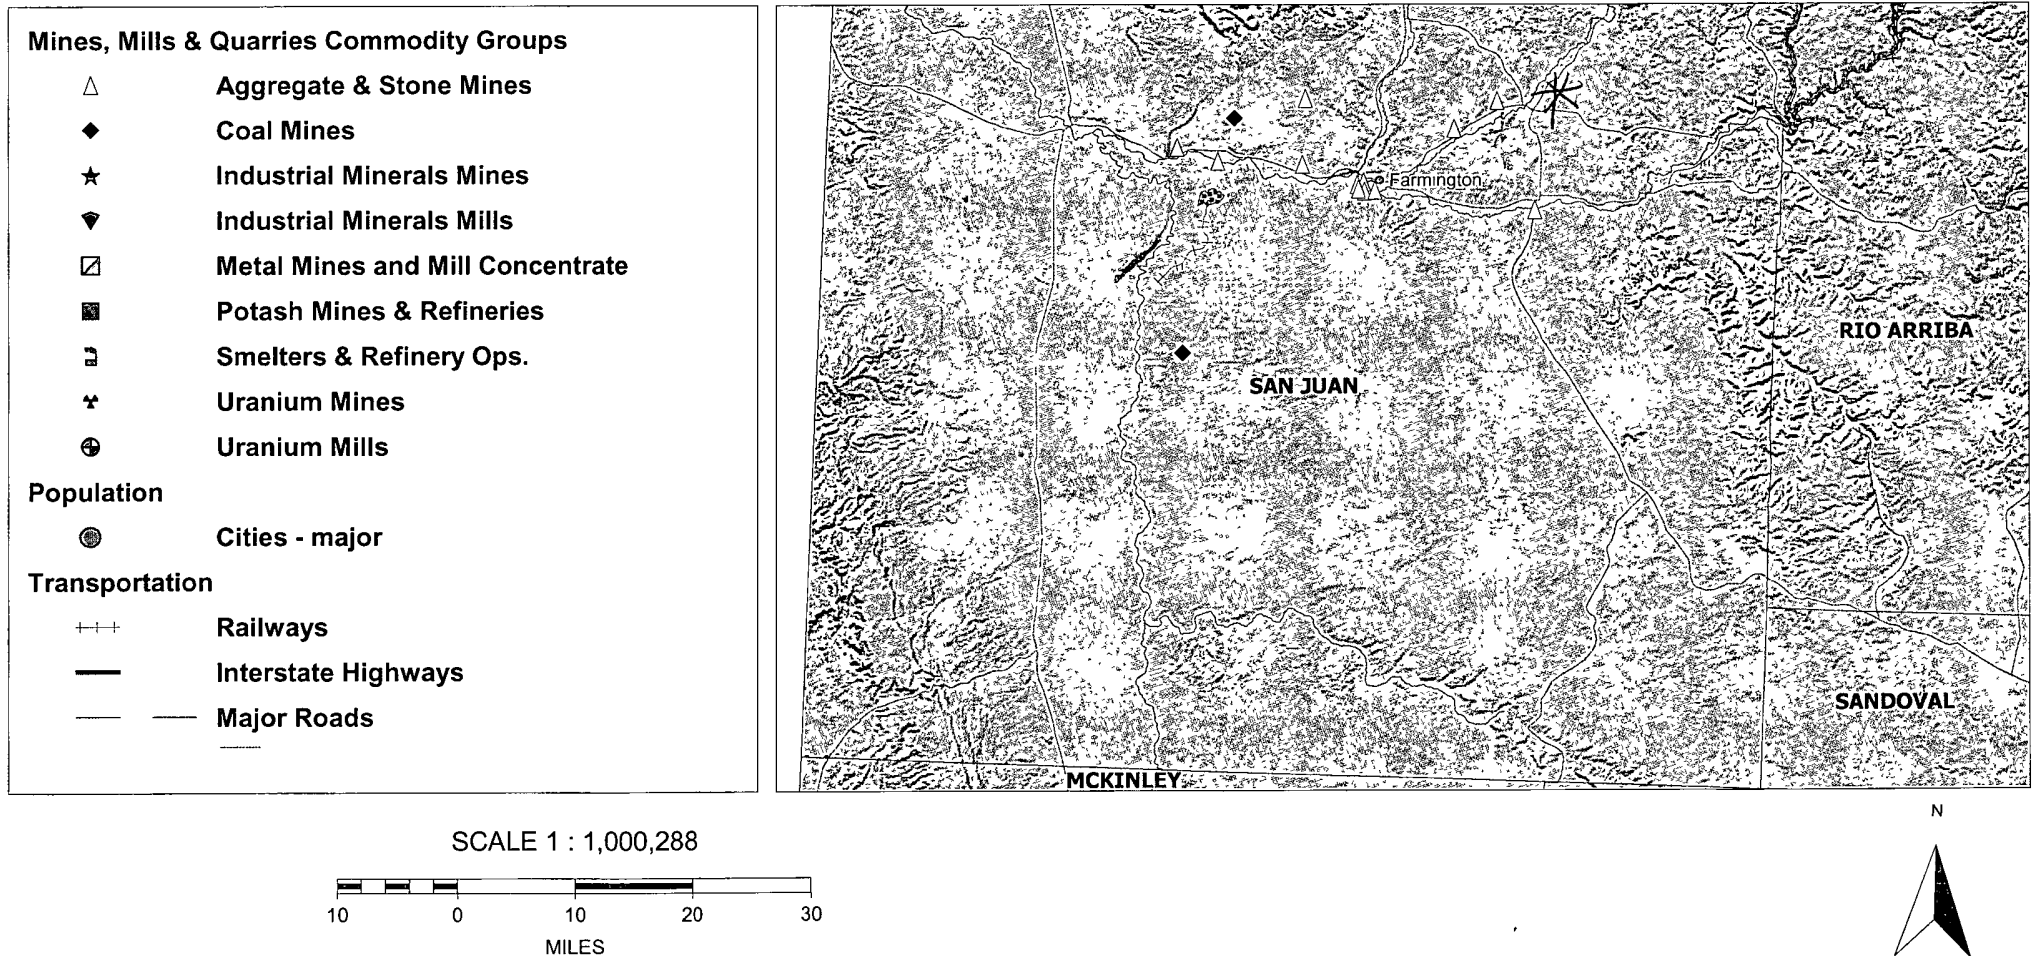 Mines, Mills & Quarries Commodity Groups
Aggregate & Stone Mines
Coal Mines
Industrial Minerals Mines
Industrial Minerals Mills
Metal Mines and Mill Concentrate
Potash Mines & Refineries
Smelters & Refinery Ops.
Uranium Mines
Uranium Mills
Population
Cities - major
Transportation
Railways
Interstate Highways
Major Roads
Farmington
RIO ARRIBA
SAN JUAN
SANDOVAL
MCKINLEY
SCALE 1 : 1,000,288
10 0 10 20 30
MILES
N